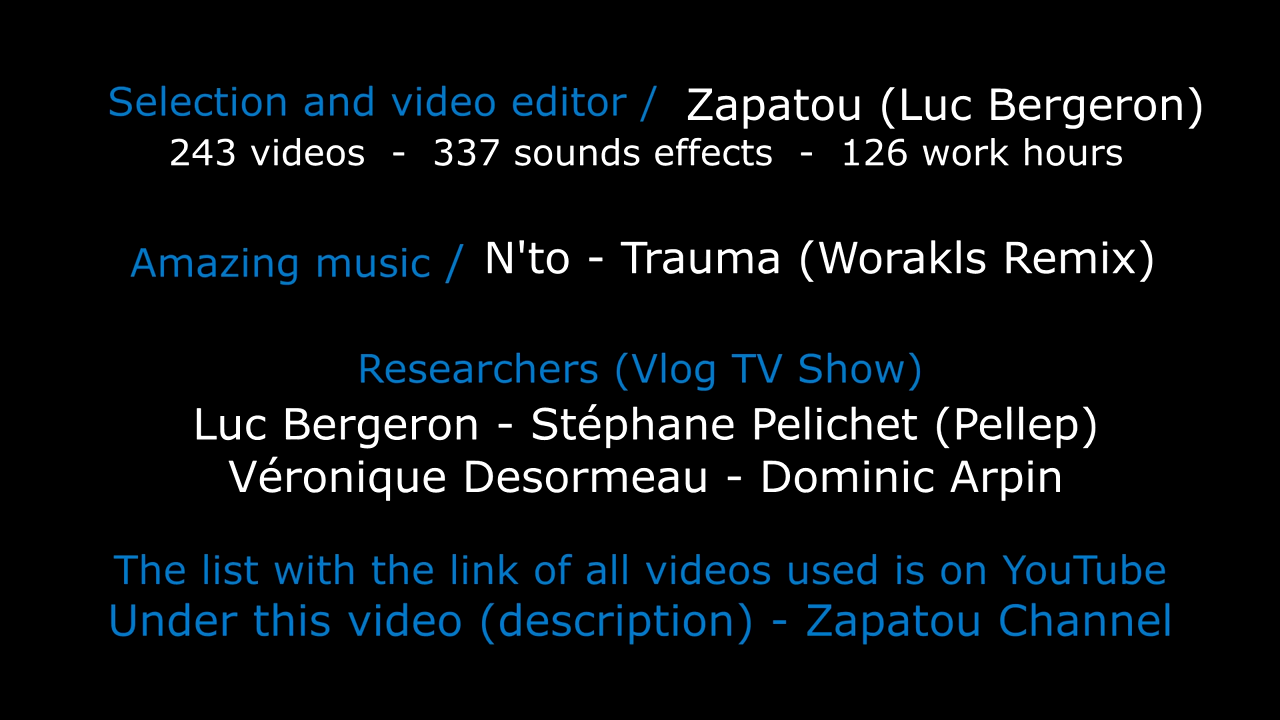 Selection and video editor / Zapatou (Luc Bergeron)
243 videos - 337 sounds effects - 126 work hours
Amazing music / N'to - Trauma (Worakls Remix)
Researchers (Vlog TV Show)
Luc Bergeron - Stéphane Pelichet (Pellep)
Véronique Desormeau - Dominic Arpin
The list with the link of all videos used is on YouTube
Under this video (description) - Zapatou Channel